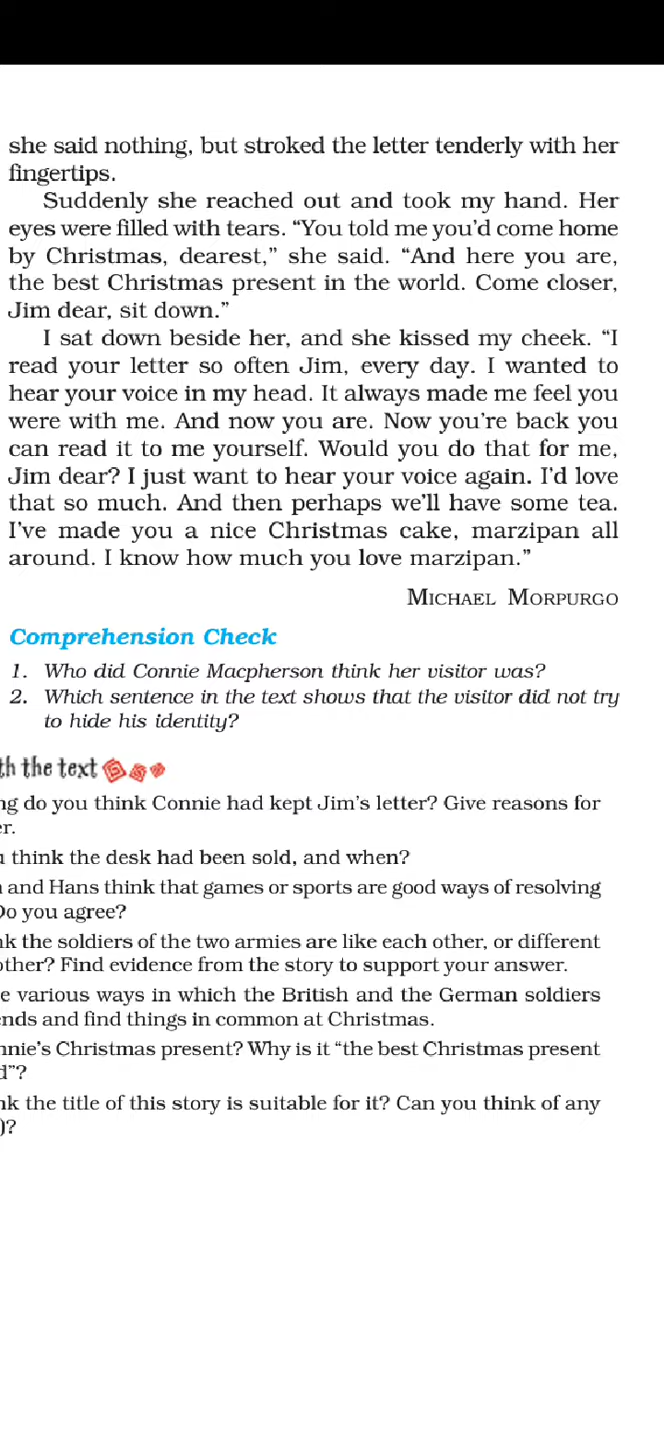 she said nothing, but stroked the letter tenderly with her
fingertips.
Suddenly she reached out and took my hand. Her
eyes were filled with tears. “You told me you’d come home
by Christmas, dearest,” she said. “And here you are,
the best Christmas present in the world. Come closer,
Jim dear, sit down.”
I sat down beside her, and she kissed my cheek. “I
read your letter so often Jim, every day. I wanted to
hear your voice in my head. It always made me feel you
were with me. And now you are. Now you’re back you
can read it to me yourself. Would you do that for me,
Jim dear? I just want to hear your voice again. I’d love
that so much. And then perhaps we’ll have some tea.
I’ve made you a nice Christmas cake, marzipan all
around. I know how much you love marzipan.”
MICHAEL MORPURGO
Comprehension Check
1. Who did Connie Macpherson think her visitor was?
2. Which sentence in the text shows that the visitor did not try
to hide his identity?
th the text
ng do you think Connie had kept Jim’s letter? Give reasons for
er.
think the desk had been sold, and when?
and Hans think that games or sports are good ways of resolving
Do you agree?
nk the soldiers of the two armies are like each other, or different
other? Find evidence from the story to support your answer.
e various ways in which the British and the German soldiers
ends and find things in common at Christmas.
nnie’s Christmas present? Why is it “the best Christmas present
d”?
nk the title of this story is suitable for it? Can you think of any
)?